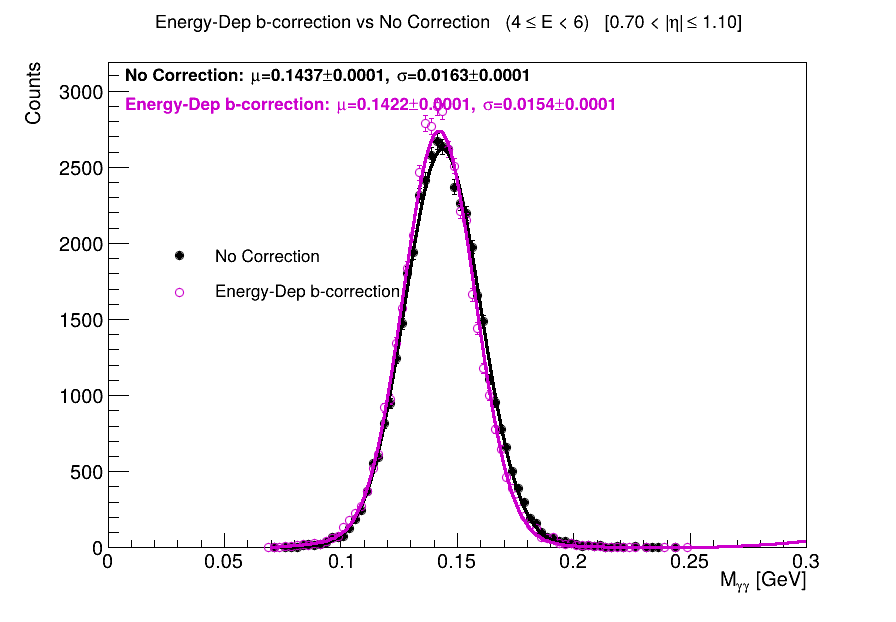 Energy-Dep b-correction vs No Correction (4 ≤ E < 6) [0.70 < |η| ≤ 1.10]
No Correction: μ=0.1437±0.0001, σ=0.0163±0.0001
Energy-Dep b-correction: μ=0.1422±0.0001, σ=0.0154±0.0001
Counts
3000
2500
2000
1500
1000
500
0
No Correction
Energy-Dep b-correction
0 0.05 0.1 0.15 0.2 0.25 0.3
Mγγ [GeV]